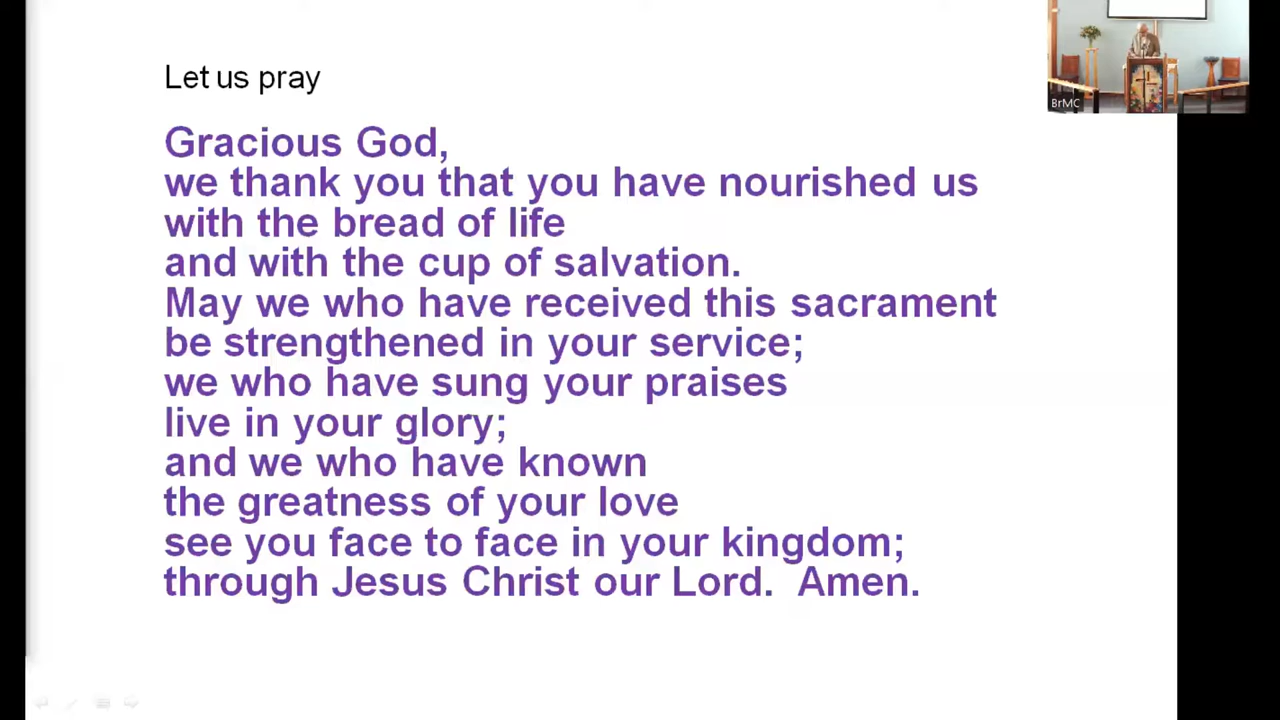 Let us pray
Gracious God,
we thank you that you have nourished us
with the bread of life
and with the cup of salvation.
May we who have received this sacrament
be strengthened in your service;
we who have sung your praises
live in your glory;
and we who have known
the greatness of your love
see you face to face in your kingdom;
through Jesus Christ our Lord.  Amen.
BrMC